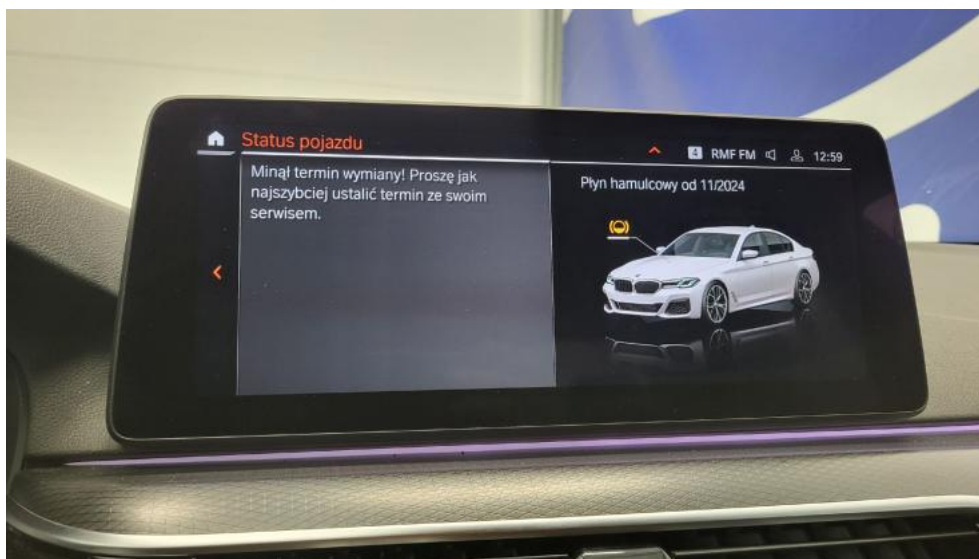 Status pojazdu
4 RMF FM 12:59
Minął termin wymiany! Proszę jak
najszybciej ustalić termin ze swoim
serwisem.
Płyn hamulcowy od 11/2024